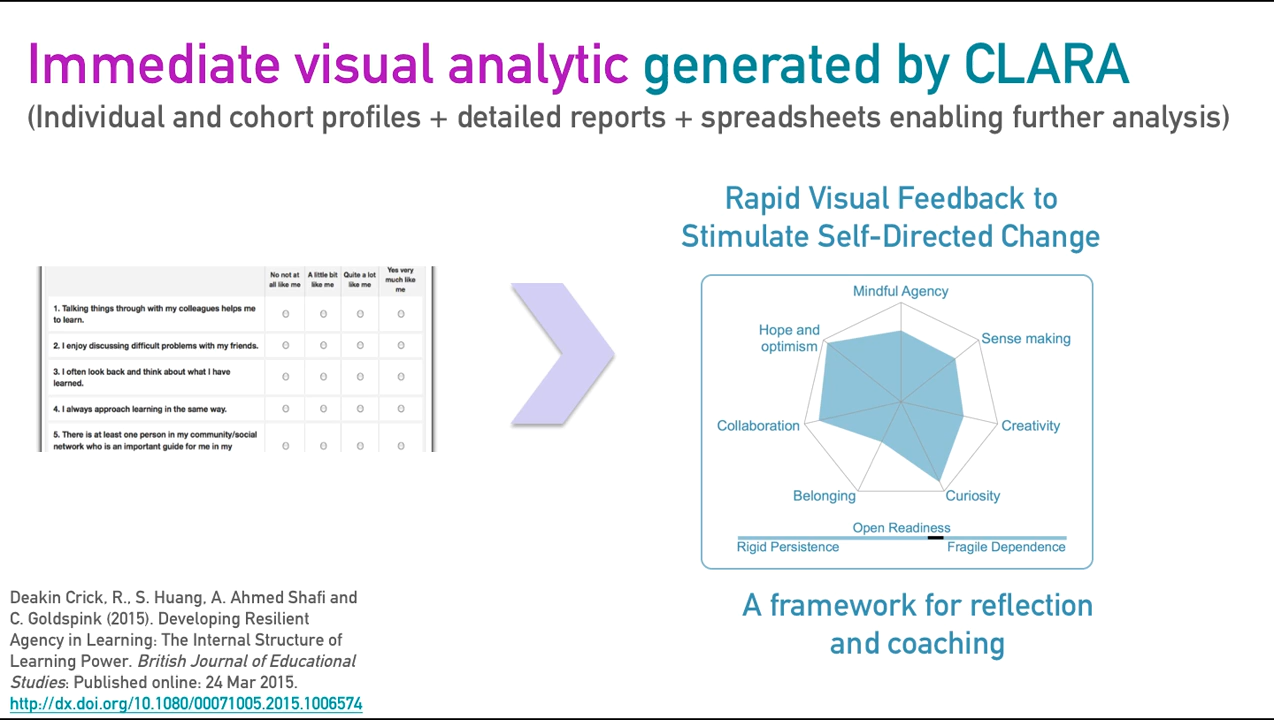 Immediate visual analytic generated by CLARA
(Individual and cohort profiles + detailed reports + spreadsheets enabling further analysis)
Rapid Visual Feedback to
Stimulate Self-Directed Change
No not at
all like me
A little bit
like me
Quite a lot
like me
Yes very
much like
me
1. Talking things through with my colleagues helps me
to learn.
2. I enjoy discussing difficult problems with my friends.
3. I often look back and think about what I have
learned.
4. I always approach learning in the same way.
5. There is at least one person in my community/social
network who is an important guide for me in my
Mindful Agency
Hope and
optimism
Sense making
Collaboration
Creativity
Belonging
Curiosity
Open Readiness
Rigid Persistence
Fragile Dependence
A framework for reflection
and coaching
Deakin Crick, R., S. Huang, A. Ahmed Shafi and
C. Goldspink (2015). Developing Resilient
Agency in Learning: The Internal Structure of
Learning Power. British Journal of Educational
Studies: Published online: 24 Mar 2015.
http://dx.doi.org/10.1080/00071005.2015.1006574